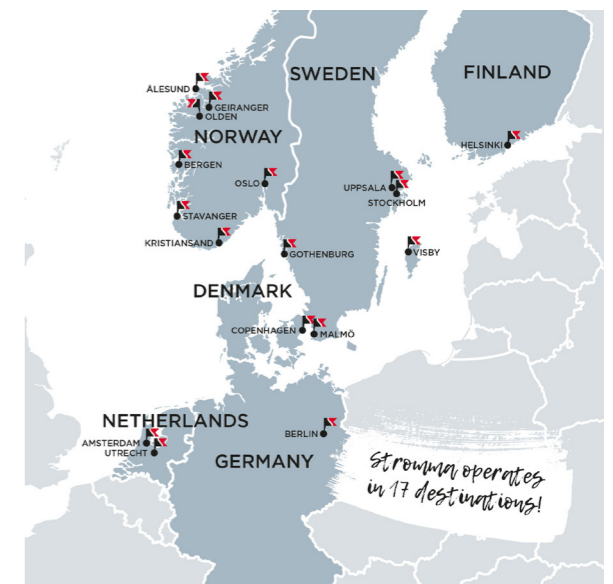 SWEDEN
FINLAND
ÅLESUND
GEIRANGER
OLDEN
NORWAY
HELSINKI
BERGEN
OSLO
UPPSALA
STOCKHOLM
STAVANGER
KRISTIANSAND
GOTHENBURG
VISBY
DENMARK
COPENHAGEN
MALMÖ
NETHERLANDS
AMSTERDAM
UTRECHT
BERLIN
GERMANY
Stromma operates
in 17 destinations!